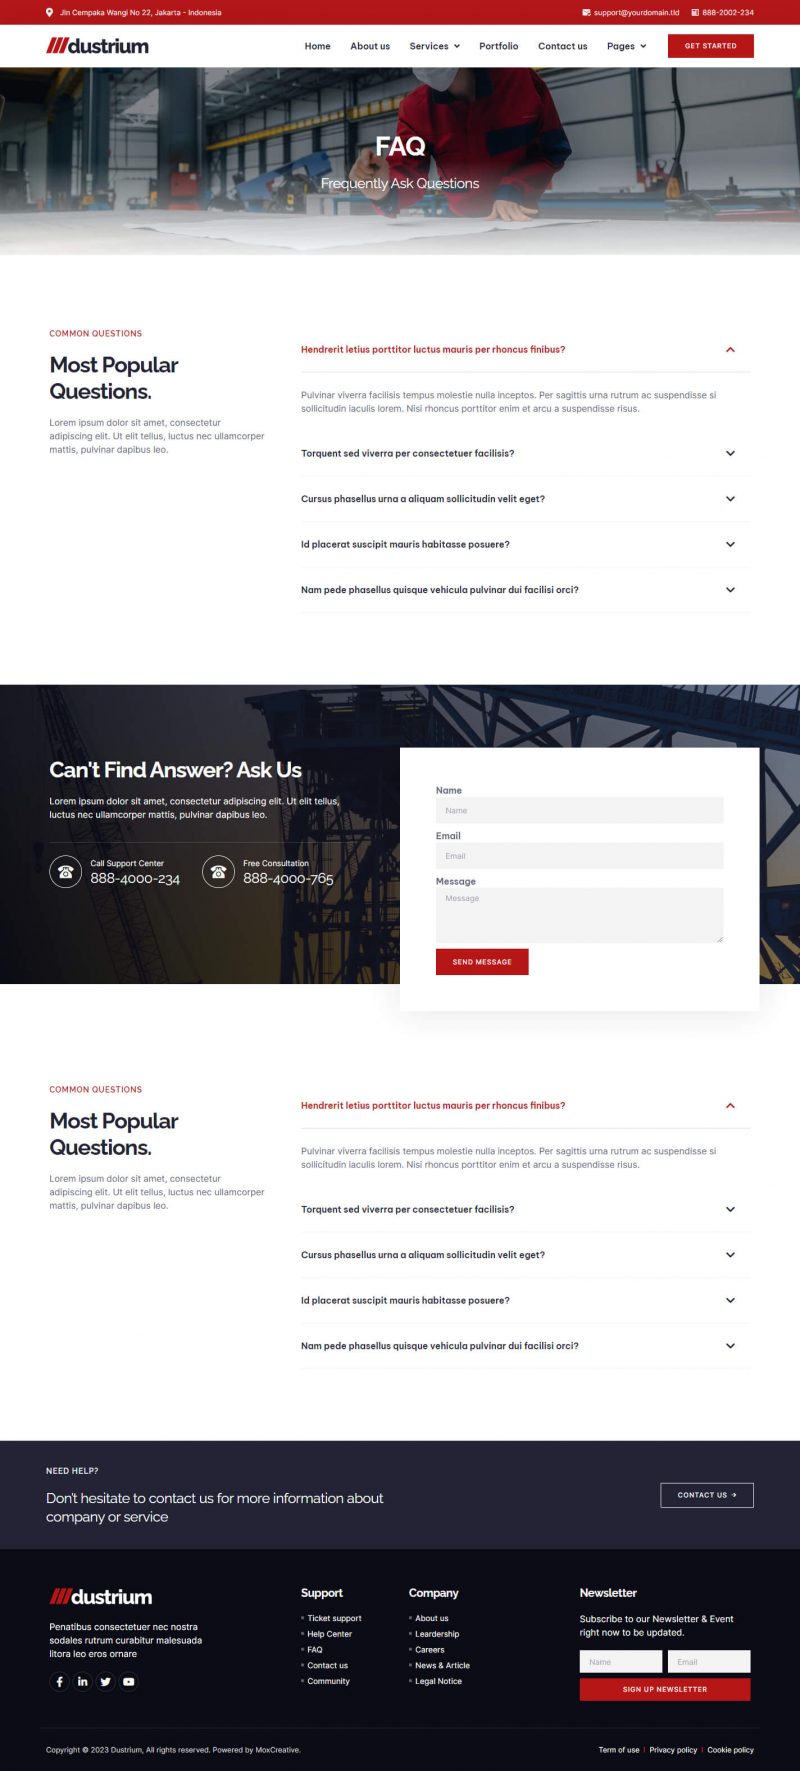 Jln Cempaka Wangi No 22, Jakarta - Indonesia
support@yourdomain.tld
888-2002-234
dustrium
Home
About us
Services
Portfolio
Contact us
Pages
GET STARTED
FAQ
Frequently Ask Questions
COMMON QUESTIONS
Most Popular
Questions.
Lorem ipsum dolor sit amet, consectetur
adipiscing elit. Ut elit tellus, luctus nec ullamcorper
mattis, pulvinar dapibus leo.
Hendrerit letius porttitor luctus mauris per rhoncus finibus?
Pulvinar viverra facilisis tempus molestie nulla inceptos. Per sagittis urna rutrum ac suspendisse si
sollicitudin iaculis lorem. Nisi rhoncus porttitor enim et arcu a suspendisse risus.
Torquent sed viverra per consectetuer facilisis?
Cursus phasellus urna a aliquam sollicitudin velit eget?
Id placerat suscipit mauris habitasse posuere?
Nam pede phasellus quisque vehicula pulvinar dui facilisi orci?
Can't Find Answer? Ask Us
Lorem ipsum dolor sit amet, consectetur adipiscing elit. Ut elit tellus,
luctus nec ullamcorper mattis, pulvinar dapibus leo.
Call Support Center
888-4000-234
Free Consultation
888-4000-765
Name
Name
Email
Email
Message
Message
SEND MESSAGE
COMMON QUESTIONS
Most Popular
Questions.
Lorem ipsum dolor sit amet, consectetur
adipiscing elit. Ut elit tellus, luctus nec ullamcorper
mattis, pulvinar dapibus leo.
Hendrerit letius porttitor luctus mauris per rhoncus finibus?
Pulvinar viverra facilisis tempus molestie nulla inceptos. Per sagittis urna rutrum ac suspendisse si
sollicitudin iaculis lorem. Nisi rhoncus porttitor enim et arcu a suspendisse risus.
Torquent sed viverra per consectetuer facilisis?
Cursus phasellus urna a aliquam sollicitudin velit eget?
Id placerat suscipit mauris habitasse posuere?
Nam pede phasellus quisque vehicula pulvinar dui facilisi orci?
NEED HELP?
Don't hesitate to contact us for more information about
company or service
CONTACT US →
dustrium
Penatibus consectetuer nec nostra
sodales rutrum curabitur malesuada
litora leo eros ornare
Support
Ticket support
Help Center
FAQ
Contact us
Community
Company
About us
Leardership
Careers
News & Article
Legal Notice
Newsletter
Subscribe to our Newsletter & Event
right now to be updated.
Name
Email
SIGN UP NEWSLETTER
Copyright © 2023 Dustrium, All rights reserved. Powered by MoxCreative.
Term of use | Privacy policy | Cookie policy